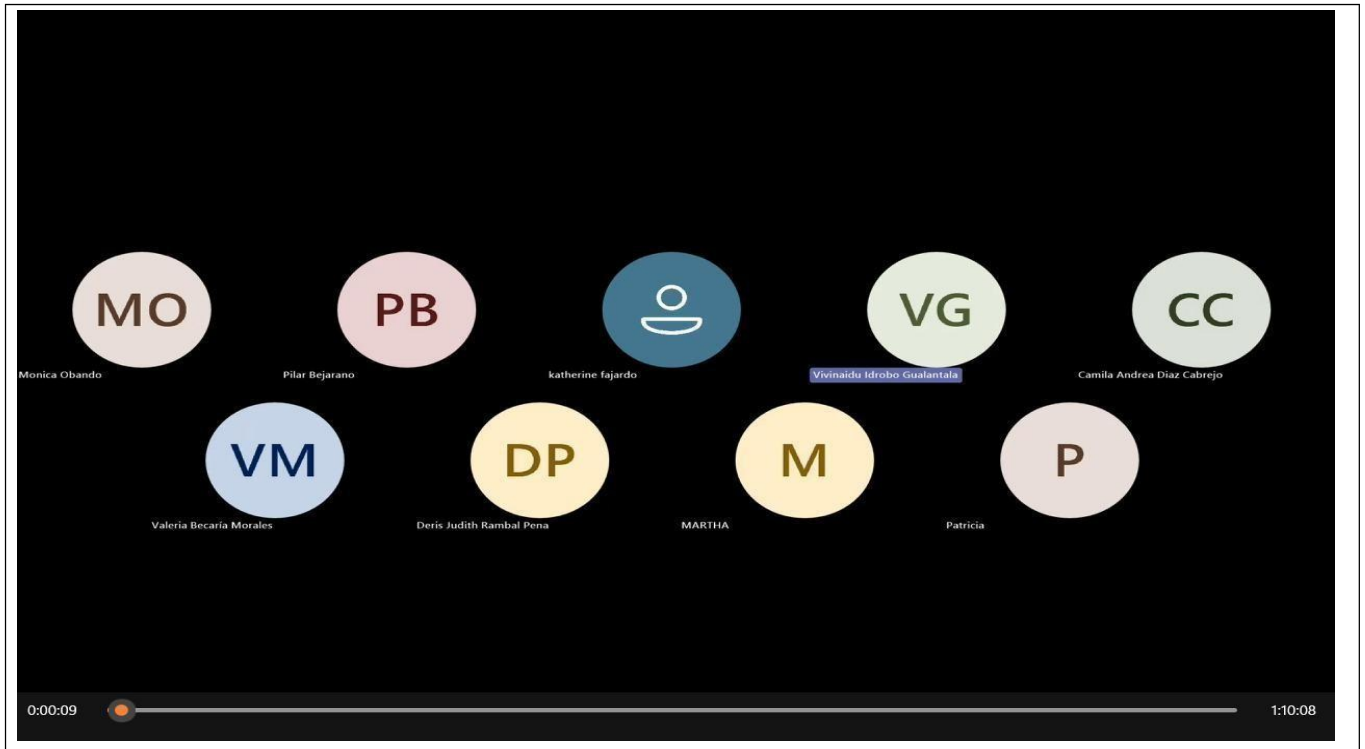 MO PB VG CC
Monica Obando Pilar Bejarano katherine fajardo Vivinaidu Idrobo Gualantala Camila Andrea Diaz Cabrejo
VM DP M P
Valeria Becaría Morales Deris Judith Rambal Pena MARTHA Patricia
0:00:09 1:10:08